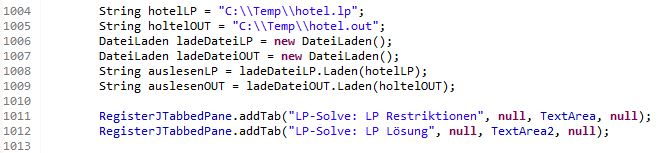 1004 String hotelLP = "C:\\Temp\\hotel.lp";
1005 String holtelOUT = "C:\\Temp\\hotel.out";
1006 DateiLaden ladeDateiLP = new DateiLaden();
1007 DateiLaden ladeDateiOUT = new DateiLaden();
1008 String auslesenLP = ladeDateiLP.Laden(hotelLP);
1009 String auslesenOUT = ladeDateiOUT.Laden(holtelOUT);
1010
1011 RegisterJTabbedPane.addTab("LP-Solve: LP Restriktionen", null, TextArea, null);
1012 RegisterJTabbedPane.addTab("LP-Solve: LP Lösung", null, TextArea2, null);
1013